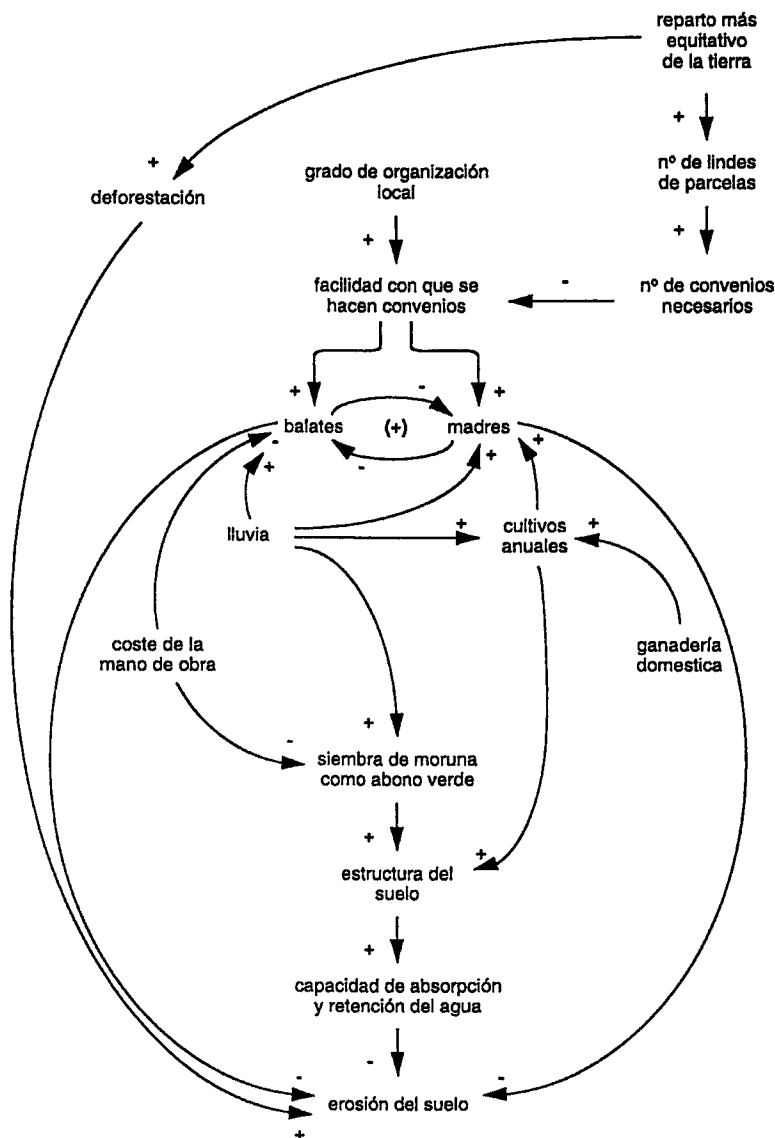 reparto más
equitativo
de la tierra
+
+
nº de lindes
de parcelas
grado de organización
local
deforestación
+
+
facilidad con que se
hacen convenios
-
nº de convenios
necesarios
+
-
+
balates
(+)
madres
-
-
+
+
+
lluvia
+
cultivos
anuales
+
coste de la
mano de obra
ganadería
domestica
+
-
siembra de moruna
como abono verde
+
+
estructura del
suelo
+
capacidad de absorpción
y retención del agua
-
-
-
erosión del suelo
+